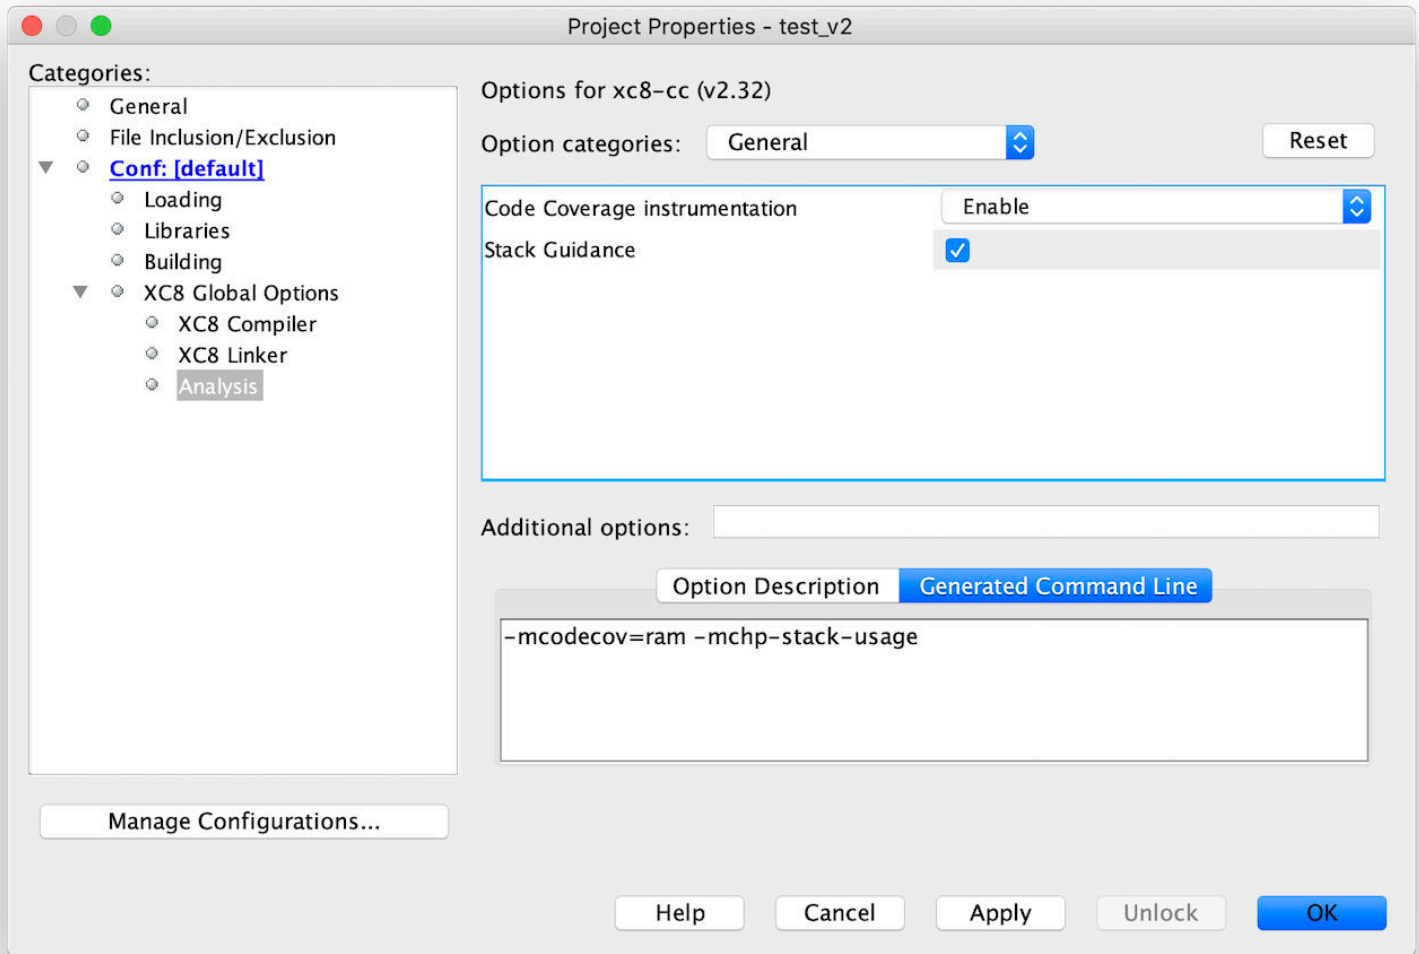 Project Properties - test_v2
Categories:
General
File Inclusion/Exclusion
Conf: [default]
Loading
Libraries
Building
XC8 Global Options
XC8 Compiler
XC8 Linker
Analysis
Manage Configurations...
Options for xc8-cc (v2.32)
Option categories: General Reset
Code Coverage instrumentation Enable
Stack Guidance
Additional options:
Option Description Generated Command Line
-mcodecov=ram -mchp-stack-usage
Help Cancel Apply Unlock OK